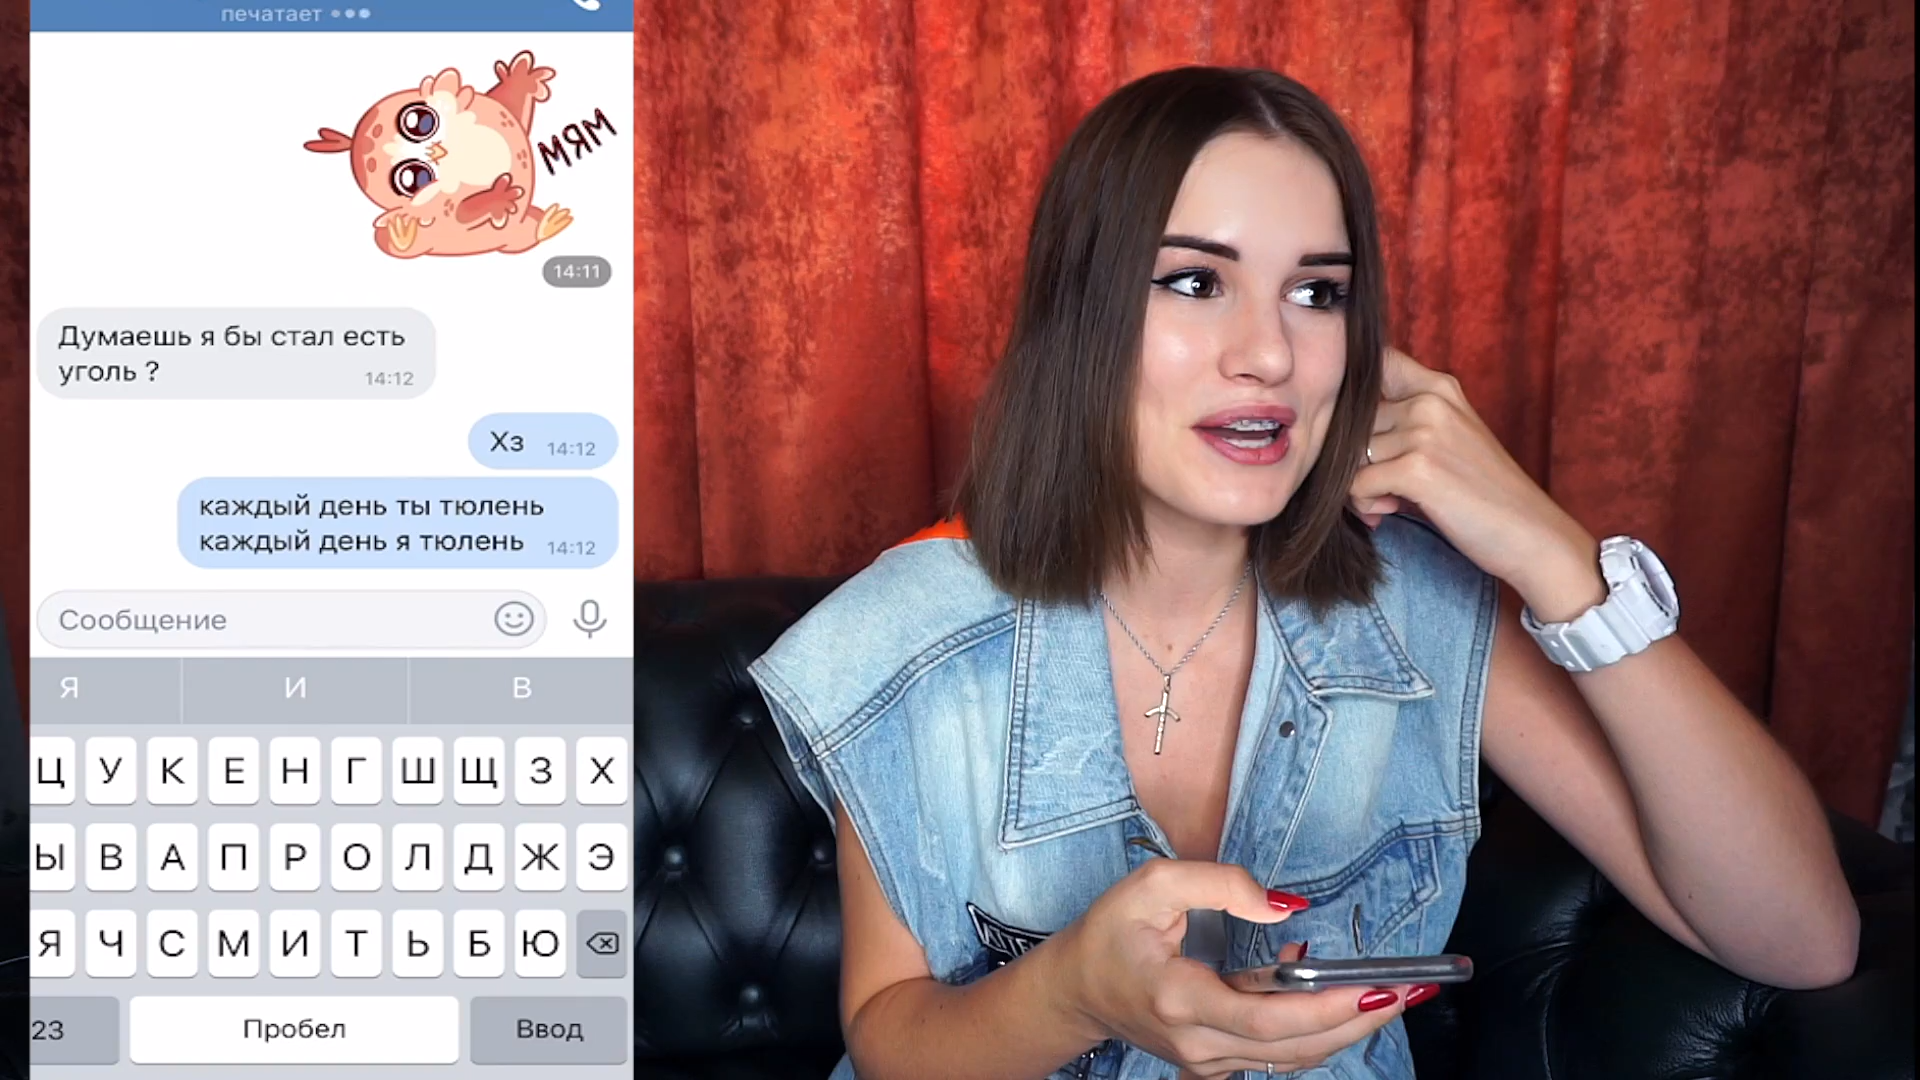 печатает
МЯМ
14:11
Думаешь я бы стал есть
уголь ?
14:12
Хз 14:12
каждый день ты тюлень
каждый день я тюлень 14:12
Сообщение
Я И В
Ц У К Е Н Г Ш Щ З Х
Ы В А П Р О Л Д Ж Э
Я Ч С М И Т Ь Б Ю
23 Пробел Ввод